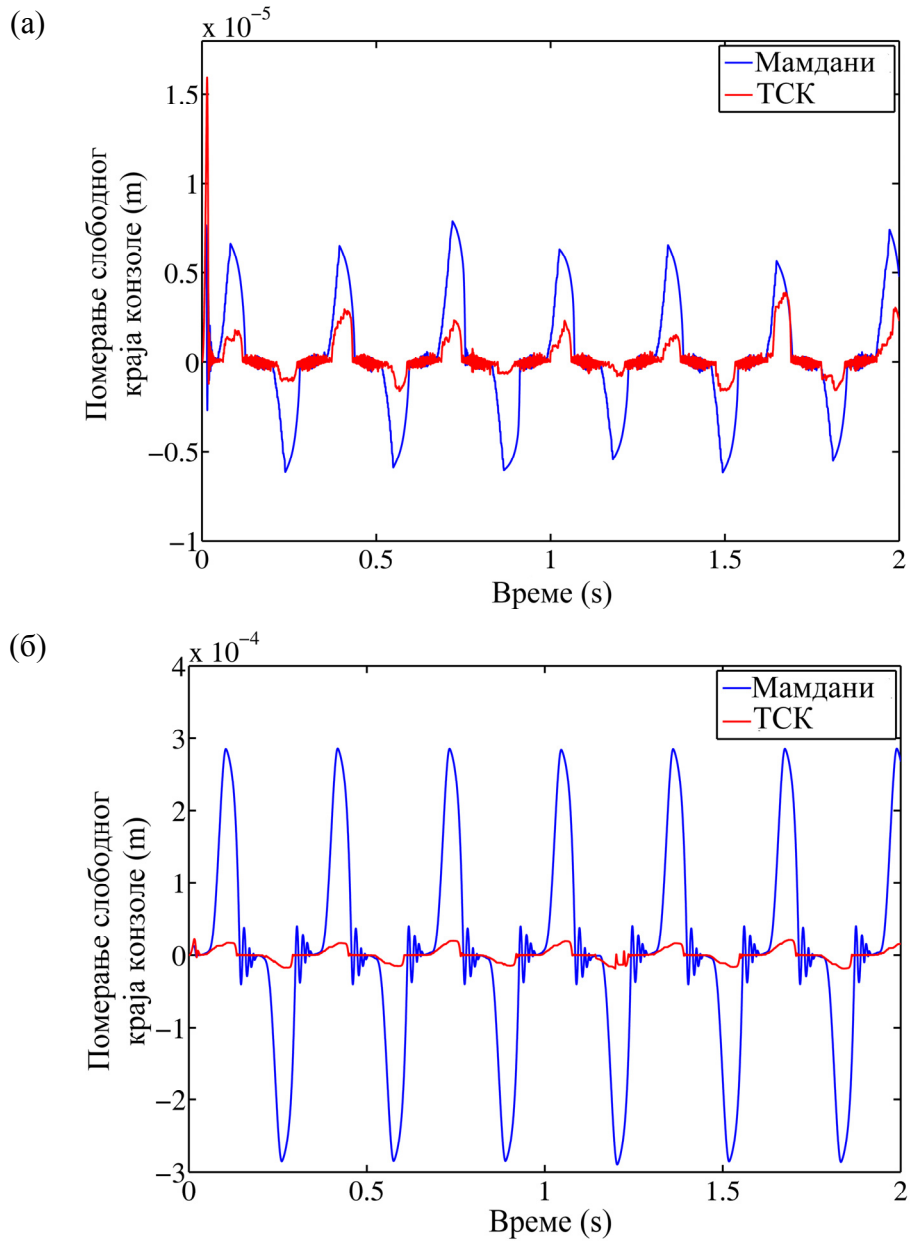 (а)
x 10⁻⁵
Мамдани
ТСК
1.5
1
0.5
0
−0.5
−1
Померање слободног
краја конзоле (m)
0
0.5
1
1.5
2
Време (s)
(б)
x 10⁻⁴
Мамдани
ТСК
4
3
2
1
0
−1
−2
−3
Померање слободног
краја конзоле (m)
0
0.5
1
1.5
2
Време (s)